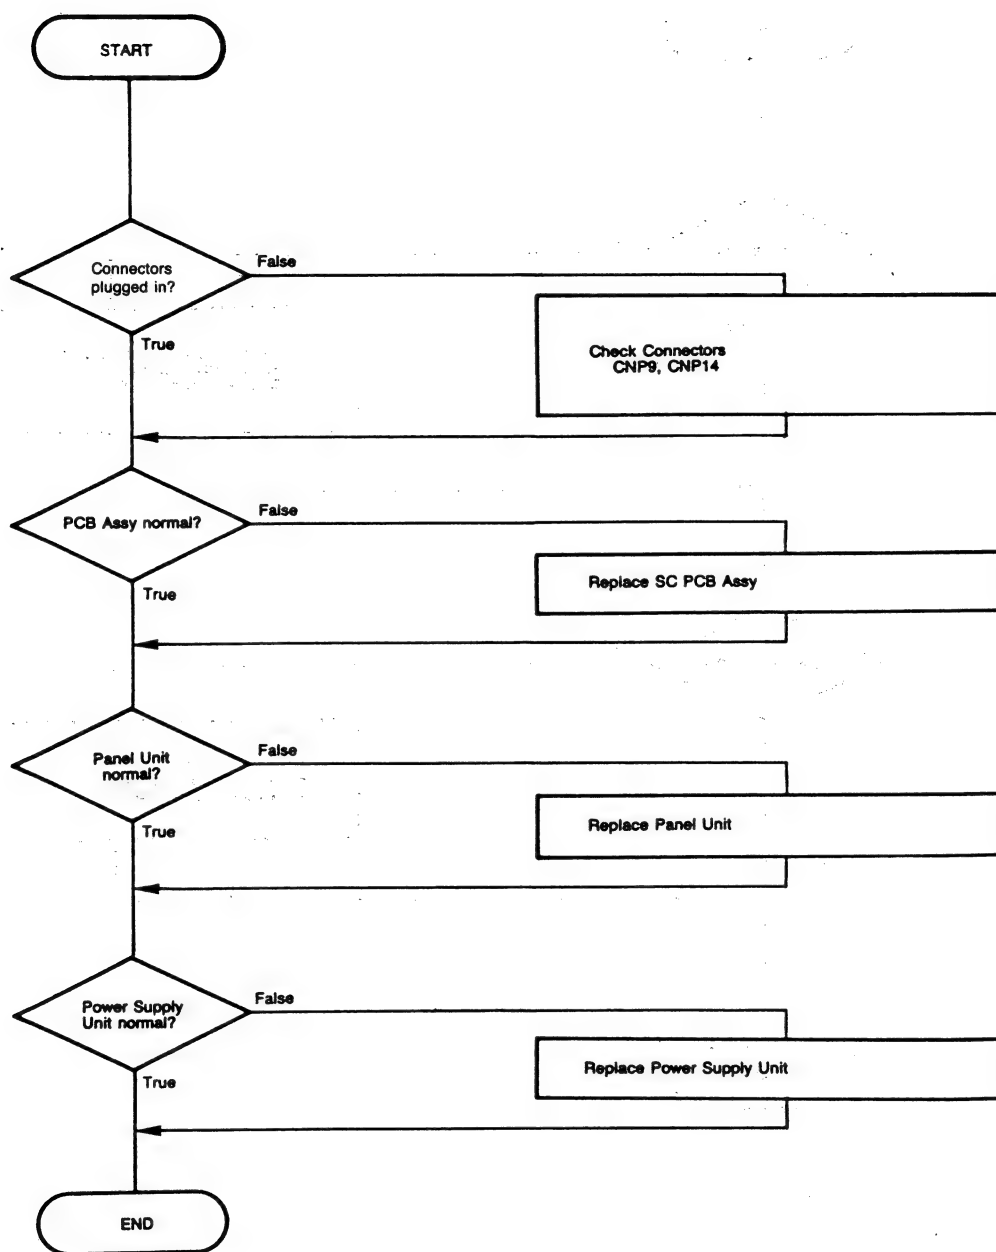 START
Connectors
plugged in?
False
True
Check Connectors
CNP9, CNP14
PCB Assy normal?
False
True
Replace SC PCB Assy
Panel Unit
normal?
False
True
Replace Panel Unit
Power Supply
Unit normal?
False
True
Replace Power Supply Unit
END